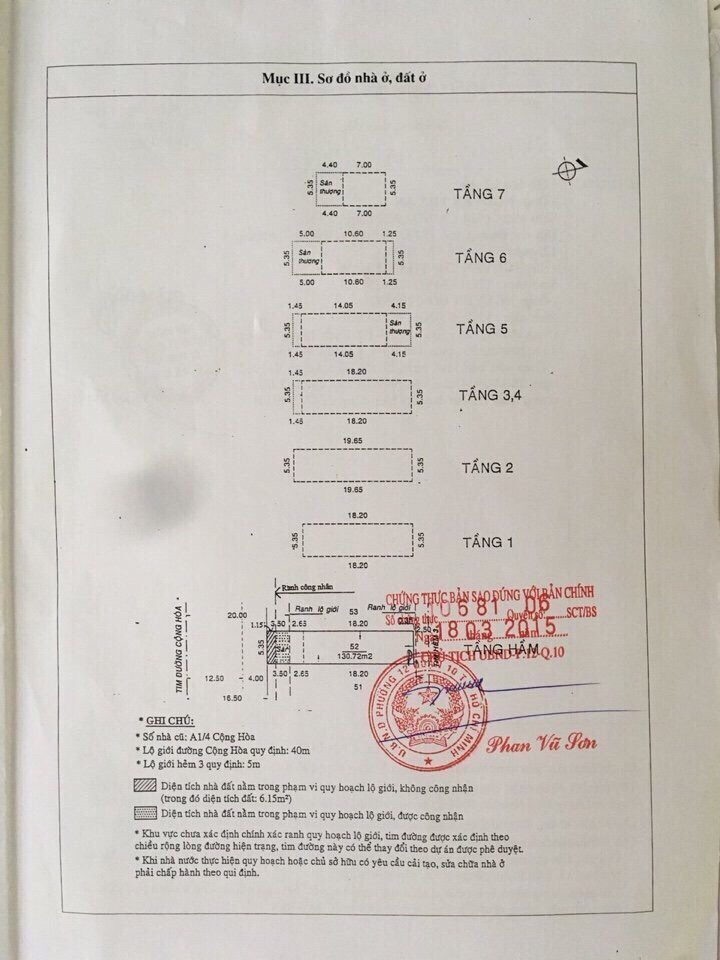 Mục III. Sơ đồ nhà ở, đất ở
4.40 7.00
5.35 Sân thượng 5.35
TẦNG 7
4.40 7.00
5.00 10.60 1.25
5.35 Sân thượng 5.35
TẦNG 6
5.00 10.60 1.25
1.45 14.05 4.15
5.35 Sân thượng 5.35
TẦNG 5
1.45 14.05 4.15
1.45 18.20
5.35 5.35
TẦNG 3,4
1.45 18.20
19.65
5.35 5.35
TẦNG 2
19.65
18.20
5.35 5.35
TẦNG 1
18.20
Ranh công nhân
CHỨNG THỰC BẢN SAO ĐÚNG VỚI BẢN CHÍNH
Số chứng thực 10681 Quyển số: 06 SCT/BS
Ngày 18 tháng 03 năm 2015
CHỦ TỊCH UBND P.12-Q.10
TIM ĐƯỜNG CỘNG HÒA
20.00 Ranh lộ giới 53 Ranh lộ giới
1.15 3.50 2.65 18.20
5.35 Sân 52
130.72m2
TẦNG HẦM
12.50 4.00 3.50 2.65 18.20
16.50 51
U.B.N.D PHƯỜNG 12 Q.10 T.P HỒ CHÍ MINH
Phan Vũ Sơn
* GHI CHÚ:
* Số nhà cũ: A1/4 Cộng Hòa
* Lộ giới đường Cộng Hòa quy định: 40m
* Lộ giới hẻm 3 quy định: 5m
Diện tích nhà đất nằm trong phạm vi quy hoạch lộ giới, không công nhận
(trong đó diện tích đất: 6.15m²)
Diện tích nhà đất nằm trong phạm vi quy hoạch lộ giới, được công nhận
* Khu vực chưa xác định chính xác ranh quy hoạch lộ giới, tim đường được xác định theo
chiều rộng lòng đường hiện trạng, tim đường này có thể thay đổi theo dự án được phê duyệt.
* Khi nhà nước thực hiện quy hoạch hoặc chủ sở hữu có yêu cầu cải tạo, sửa chữa nhà ở
phải chấp hành theo qui định.